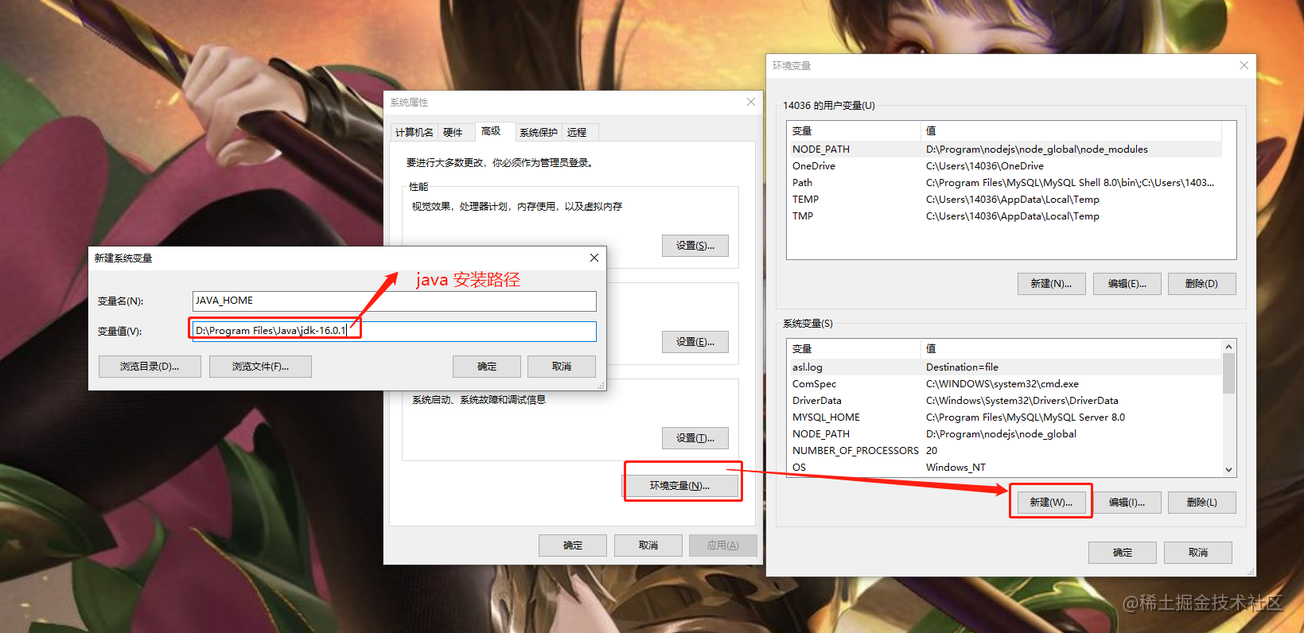 环境变量
14036 的用户变量(U)
变量 值
NODE_PATH D:\Program\nodejs\node_global\node_modules
OneDrive C:\Users\14036\OneDrive
Path C:\Program Files\MySQL\MySQL Shell 8.0\bin\;C:\Users\1403...
TEMP C:\Users\14036\AppData\Local\Temp
TMP C:\Users\14036\AppData\Local\Temp
新建(N)... 编辑(E)... 删除(D)
系统变量(S)
变量 值
asl.log Destination=file
ComSpec C:\WINDOWS\system32\cmd.exe
DriverData C:\Windows\System32\Drivers\DriverData
MYSQL_HOME C:\Program Files\MySQL\MySQL Server 8.0
NODE_PATH D:\Program\nodejs\node_global
NUMBER_OF_PROCESSORS 20
OS Windows_NT
新建(W)... 编辑(I)... 删除(L)
确定 取消
系统属性
计算机名 硬件 高级 系统保护 远程
要进行大多数更改，你必须作为管理员登录。
性能
视觉效果，处理器计划，内存使用，以及虚拟内存
设置(S)...
设置(E)...
系统启动、系统故障和调试信息
设置(T)...
环境变量(N)...
确定 取消 应用(A)
新建系统变量
java 安装路径
变量名(N): JAVA_HOME
变量值(V): D:\Program Files\Java\jdk-16.0.1
浏览目录(D)... 浏览文件(F)... 确定 取消
@稀土掘金技术社区